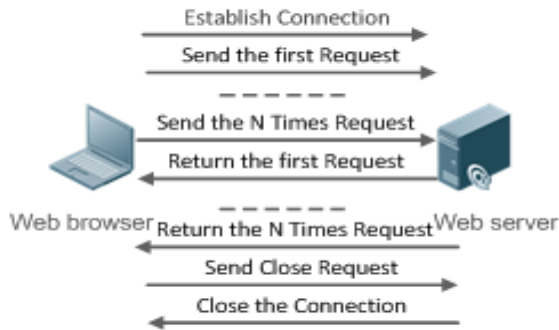 Establish Connection
Send the first Request
Send the N Times Request
Return the first Request
Web browser
Web server
Return the N Times Request
Send Close Request
Close the Connection